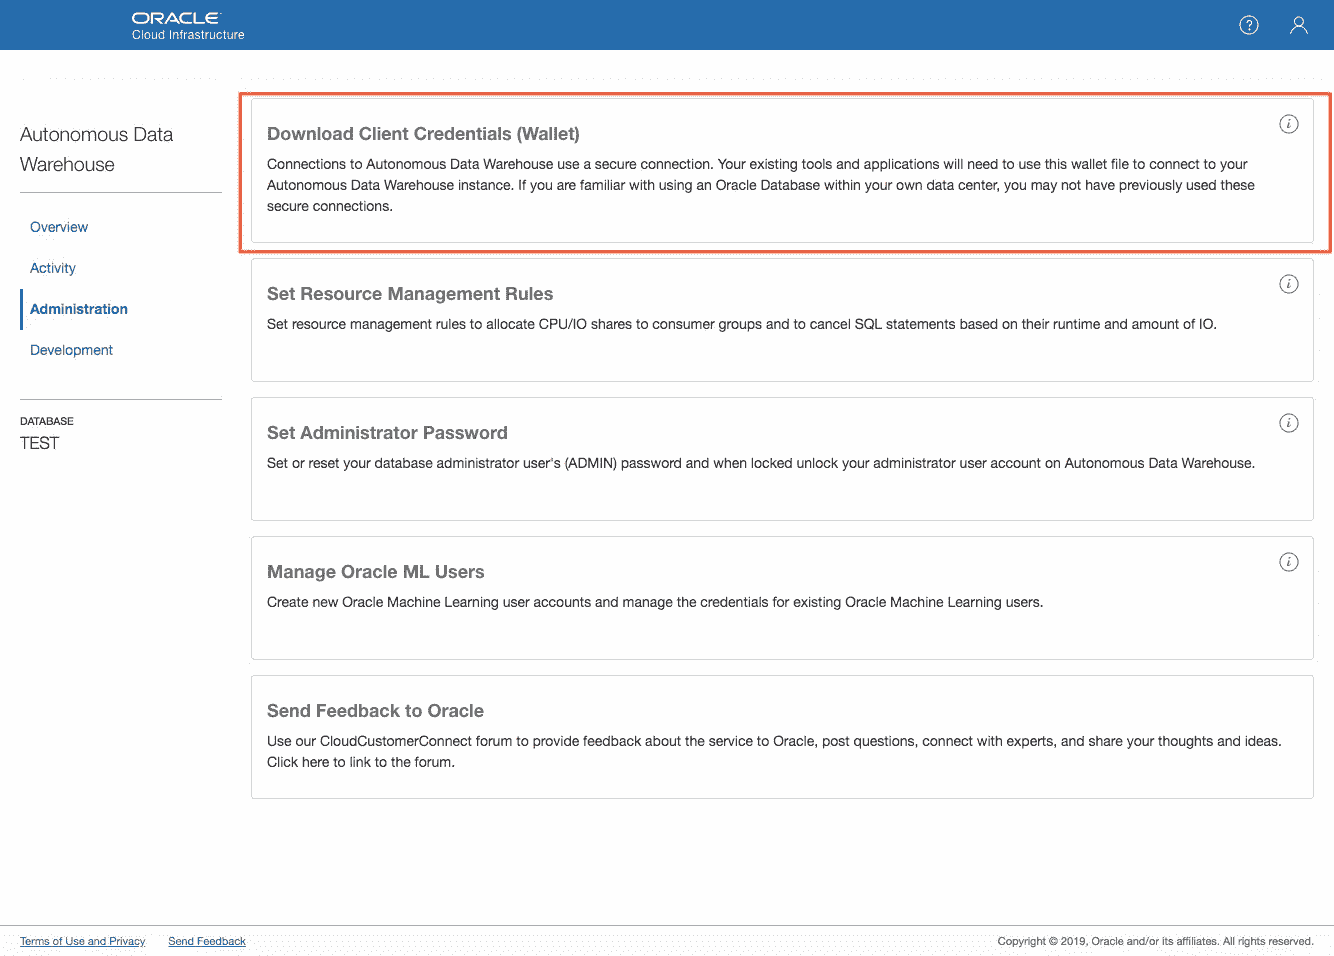 ORACLE
Cloud Infrastructure
Autonomous Data
Warehouse
Overview
Activity
Administration
Development
DATABASE
TEST
Download Client Credentials (Wallet)
Connections to Autonomous Data Warehouse use a secure connection. Your existing tools and applications will need to use this wallet file to connect to your
Autonomous Data Warehouse instance. If you are familiar with using an Oracle Database within your own data center, you may not have previously used these
secure connections.
Set Resource Management Rules
Set resource management rules to allocate CPU/IO shares to consumer groups and to cancel SQL statements based on their runtime and amount of IO.
Set Administrator Password
Set or reset your database administrator user's (ADMIN) password and when locked unlock your administrator user account on Autonomous Data Warehouse.
Manage Oracle ML Users
Create new Oracle Machine Learning user accounts and manage the credentials for existing Oracle Machine Learning users.
Send Feedback to Oracle
Use our CloudCustomerConnect forum to provide feedback about the service to Oracle, post questions, connect with experts, and share your thoughts and ideas.
Click here to link to the forum.
Terms of Use and Privacy
Send Feedback
Copyright © 2019, Oracle and/or its affiliates. All rights reserved.